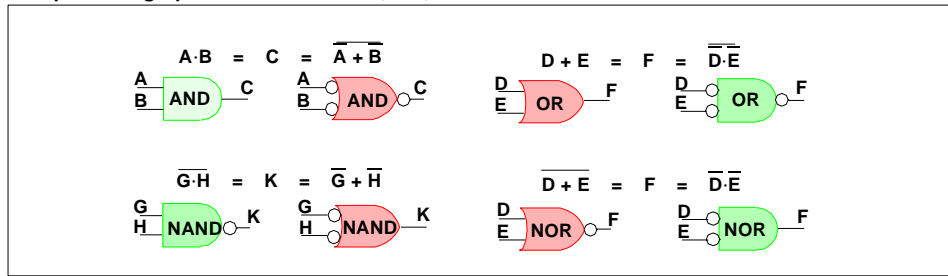 A·B = C = A̅ ̅+̅ B̅
D + E = F = D̅·̅E̅
A
B
AND
C
A
B
AND
C
D
E
OR
F
D
E
OR
F
G̅·̅H̅ = K = G̅ + H̅
D̅ ̅+̅ ̅E̅ = F = D̅·E̅
G
H
NAND
K
G
H
NAND
K
D
E
NOR
F
D
E
NOR
F